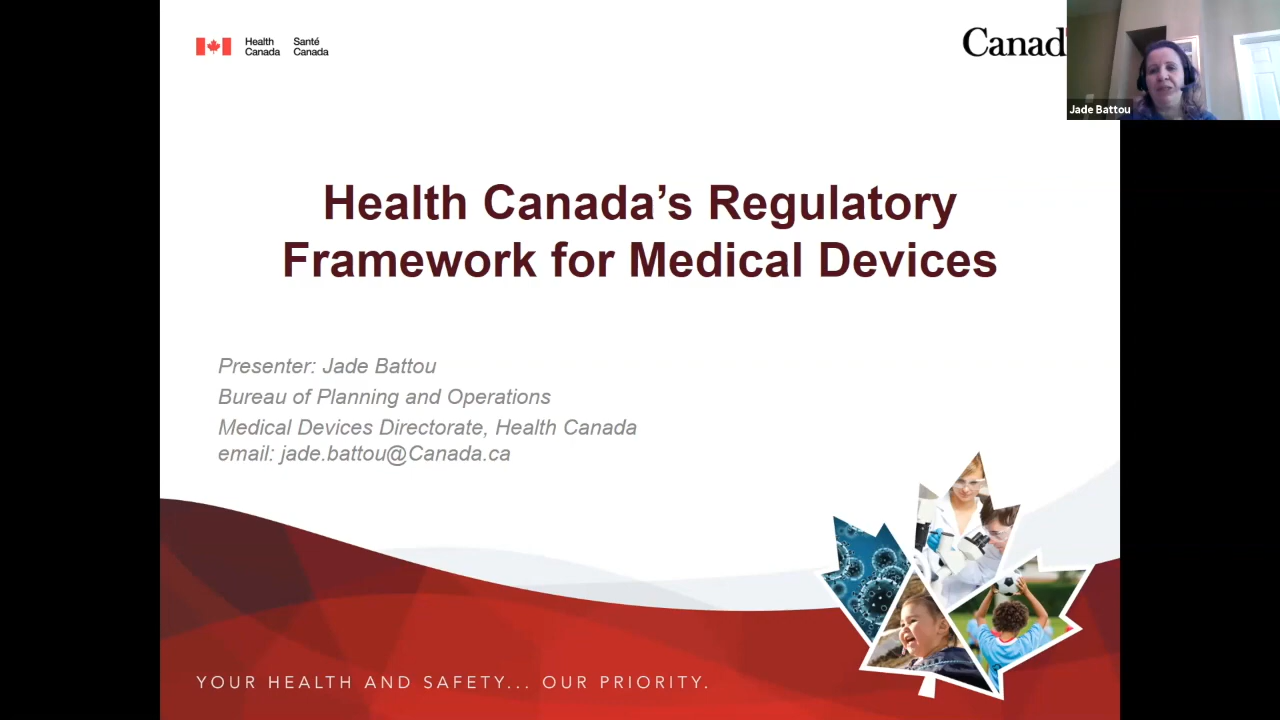 Health Canada
Santé Canada
Canad
Jade Battou
Health Canada’s Regulatory
Framework for Medical Devices
Presenter: Jade Battou
Bureau of Planning and Operations
Medical Devices Directorate, Health Canada
email: jade.battou@Canada.ca
YOUR HEALTH AND SAFETY... OUR PRIORITY.